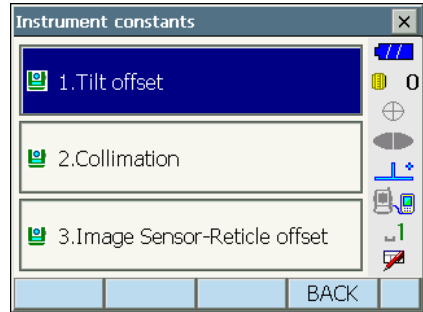 Instrument constants
1.Tilt offset
0
2.Collimation
1
3.Image Sensor-Reticle offset
BACK